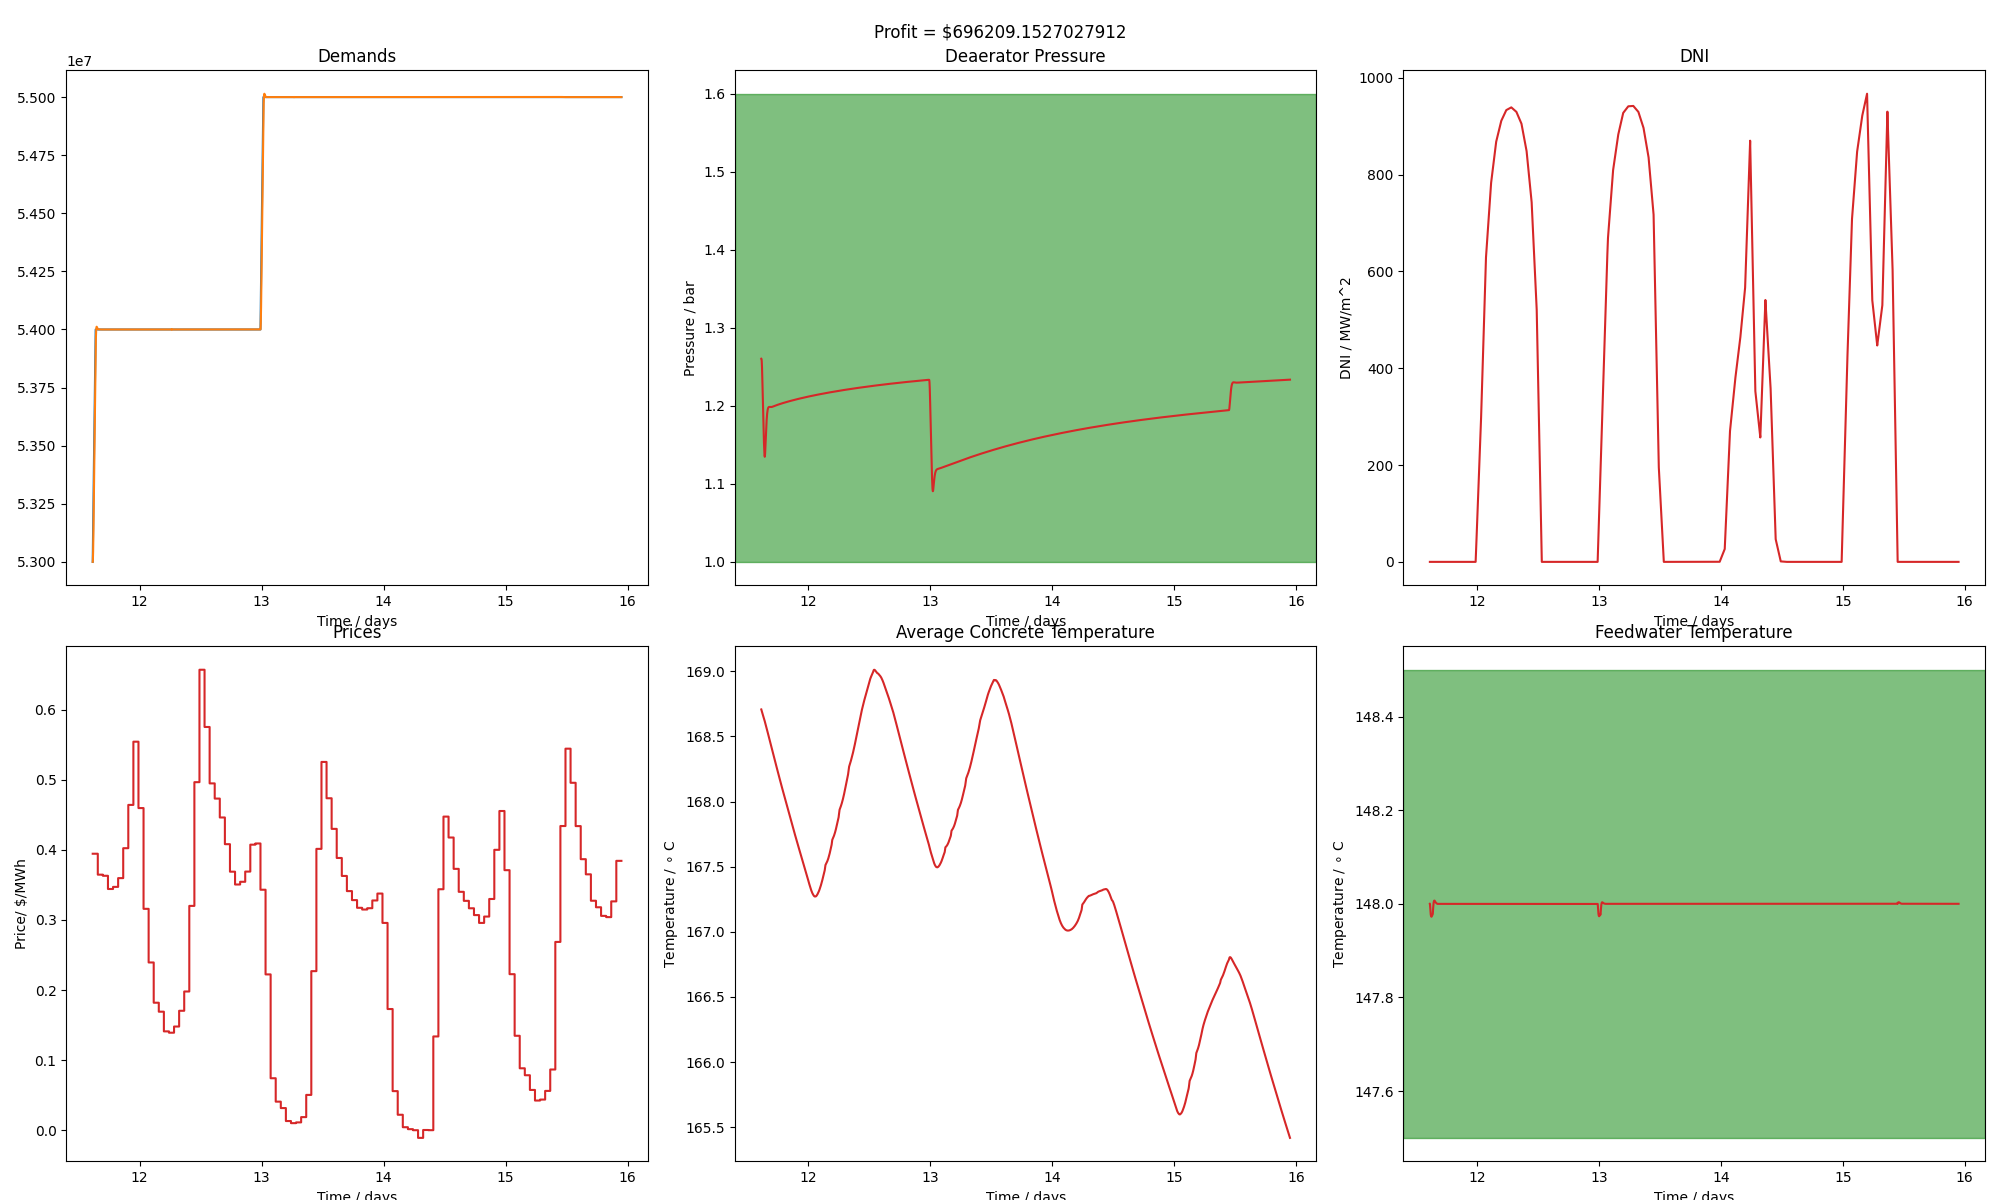 Profit = $696209.1527027912
Demands
1e7
5.500
5.475
5.450
5.425
5.400
5.375
5.350
5.325
5.300
12 13 14 15 16
Time / days
Deaerator Pressure
Pressure / bar
1.6
1.5
1.4
1.3
1.2
1.1
1.0
12 13 14 15 16
Time / days
DNI
DNI / MW/m^2
1000
800
600
400
200
0
12 13 14 15 16
Time / days
Prices
Price/ $/MWh
0.6
0.5
0.4
0.3
0.2
0.1
0.0
12 13 14 15 16
Time / days
Average Concrete Temperature
Temperature / ∘ C
169.0
168.5
168.0
167.5
167.0
166.5
166.0
165.5
12 13 14 15 16
Time / days
Feedwater Temperature
Temperature / ∘ C
148.4
148.2
148.0
147.8
147.6
12 13 14 15 16
Time / days